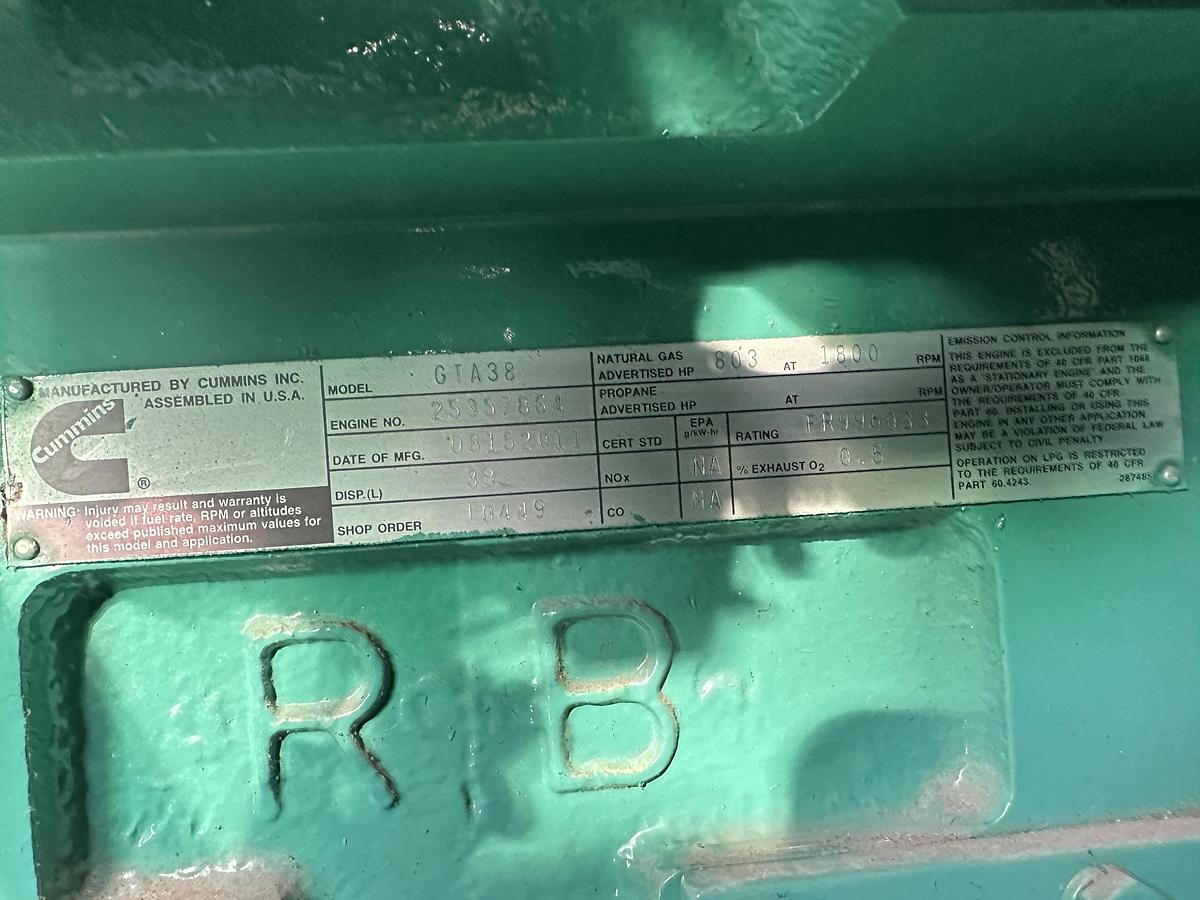 MANUFACTURED BY CUMMINS INC.
ASSEMBLED IN U.S.A.
Cummins
®
WARNING: Injury may result and warranty is
voided if fuel rate, RPM or altitudes
exceed published maximum values for
this model and application.
MODEL GTA38
ENGINE NO. 25357864
DATE OF MFG. 08152011
DISP.(L) 38
SHOP ORDER
NATURAL GAS
ADVERTISED HP 803 AT 1800 RPM
PROPANE
ADVERTISED HP AT RPM
CERT STD EPA g/kW-hr RATING FR996033
NOx NA % EXHAUST O2 0.5
CO NA
EMISSION CONTROL INFORMATION
THIS ENGINE IS EXCLUDED FROM THE
REQUIREMENTS OF 40 CFR PART 1048
AS A "STATIONARY ENGINE" AND THE
OWNER/OPERATOR MUST COMPLY WITH
THE REQUIREMENTS OF 40 CFR
PART 60. INSTALLING OR USING THIS
ENGINE IN ANY OTHER APPLICATION
MAY BE A VIOLATION OF FEDERAL LAW
SUBJECT TO CIVIL PENALTY.
OPERATION ON LPG IS RESTRICTED
TO THE REQUIREMENTS OF 40 CFR
PART 60.4243.
R B